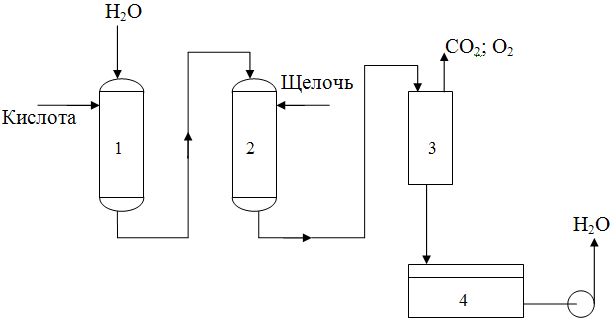 H₂O
CO₂; O₂
Щелочь
Кислота
1
2
3
H₂O
4